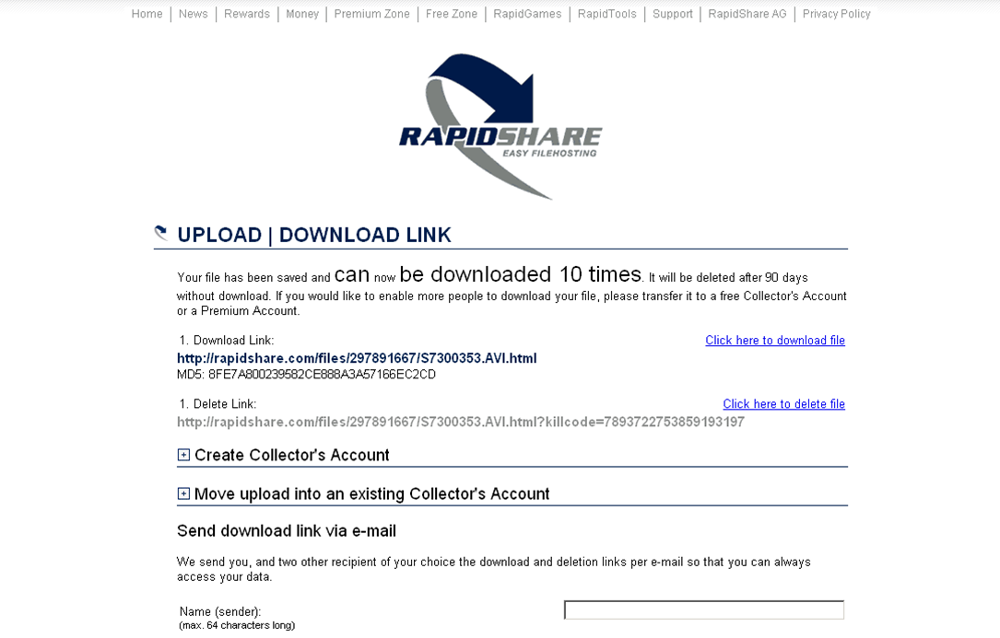 Home | News | Rewards | Money | Premium Zone | Free Zone | RapidGames | RapidTools | Support | RapidShare AG | Privacy Policy
RAPIDSHARE
EASY FILEHOSTING
UPLOAD | DOWNLOAD LINK
Your file has been saved and can now be downloaded 10 times. It will be deleted after 90 days
without download. If you would like to enable more people to download your file, please transfer it to a free Collector's Account
or a Premium Account.
1. Download Link: Click here to download file
http://rapidshare.com/files/297891667/S7300353.AVI.html
MD5: 8FE7A800239582CE888A3A57166EC2CD
1. Delete Link: Click here to delete file
http://rapidshare.com/files/297891667/S7300353.AVI.html?killcode=7893722753859193197
Create Collector's Account
Move upload into an existing Collector's Account
Send download link via e-mail
We send you, and two other recipient of your choice the download and deletion links per e-mail so that you can always
access your data.
Name (sender):
(max. 64 characters long)